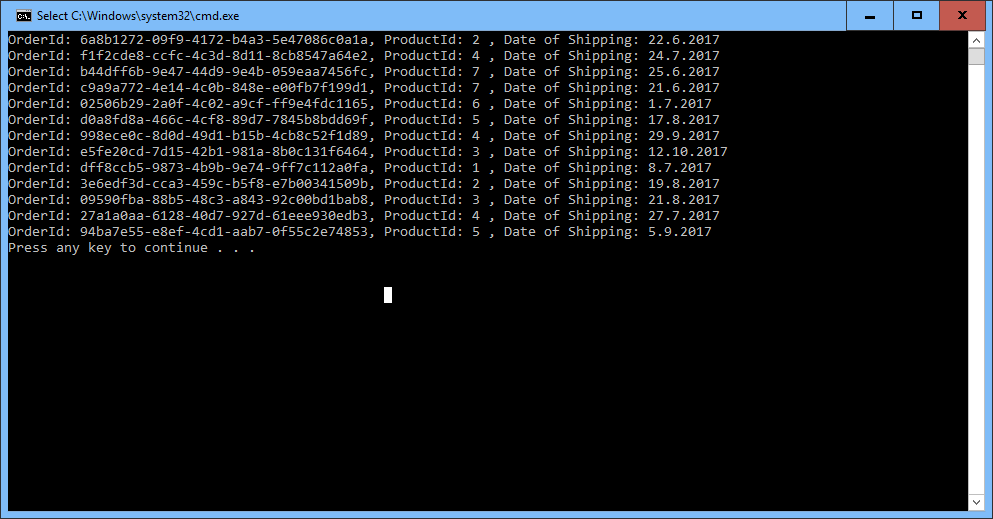 Select C:\Windows\system32\cmd.exe
OrderId: 6a8b1272-09f9-4172-b4a3-5e47086c0a1a, ProductId: 2 , Date of Shipping: 22.6.2017
OrderId: f1f2cde8-ccfc-4c3d-8d11-8cb8547a64e2, ProductId: 4 , Date of Shipping: 24.7.2017
OrderId: b44dff6b-9e47-44d9-9e4b-059eaa7456fc, ProductId: 7 , Date of Shipping: 25.6.2017
OrderId: c9a9a772-4e14-4c0b-848e-e00fb7f199d1, ProductId: 7 , Date of Shipping: 21.6.2017
OrderId: 02506b29-2a0f-4c02-a9cf-ff9e4fdc1165, ProductId: 6 , Date of Shipping: 1.7.2017
OrderId: d0a8fd8a-466c-4cf8-89d7-7845b8bdd69f, ProductId: 5 , Date of Shipping: 17.8.2017
OrderId: 998ece0c-8d0d-49d1-b15b-4cb8c52f1d89, ProductId: 4 , Date of Shipping: 29.9.2017
OrderId: e5fe20cd-7d15-42b1-981a-8b0c131f6464, ProductId: 3 , Date of Shipping: 12.10.2017
OrderId: dff8ccb5-9873-4b9b-9e74-9ff7c112a0fa, ProductId: 1 , Date of Shipping: 8.7.2017
OrderId: 3e6edf3d-cca3-459c-b5f8-e7b00341509b, ProductId: 2 , Date of Shipping: 19.8.2017
OrderId: 09590fba-88b5-48c3-a843-92c00bd1bab8, ProductId: 3 , Date of Shipping: 21.8.2017
OrderId: 27a1a0aa-6128-40d7-927d-61eee930edb3, ProductId: 4 , Date of Shipping: 27.7.2017
OrderId: 94ba7e55-e8ef-4cd1-aab7-0f55c2e74853, ProductId: 5 , Date of Shipping: 5.9.2017
Press any key to continue . . .